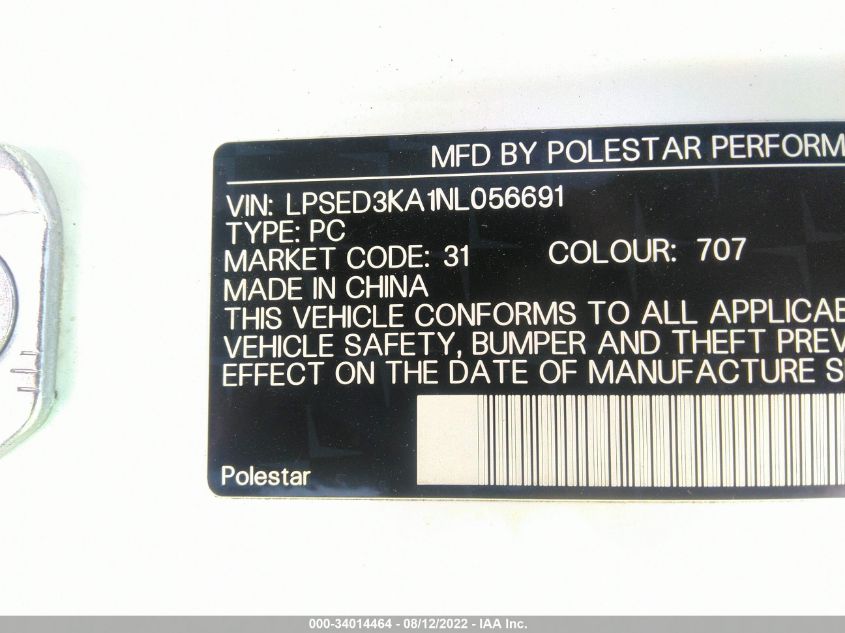 MFD BY POLESTAR PERFORM
VIN: LPSED3KA1NL056691
TYPE: PC
MARKET CODE: 31 COLOUR: 707
MADE IN CHINA
THIS VEHICLE CONFORMS TO ALL APPLICAB
VEHICLE SAFETY, BUMPER AND THEFT PREV
EFFECT ON THE DATE OF MANUFACTURE S
Polestar
000-34014464 - 08/12/2022 - IAA Inc.